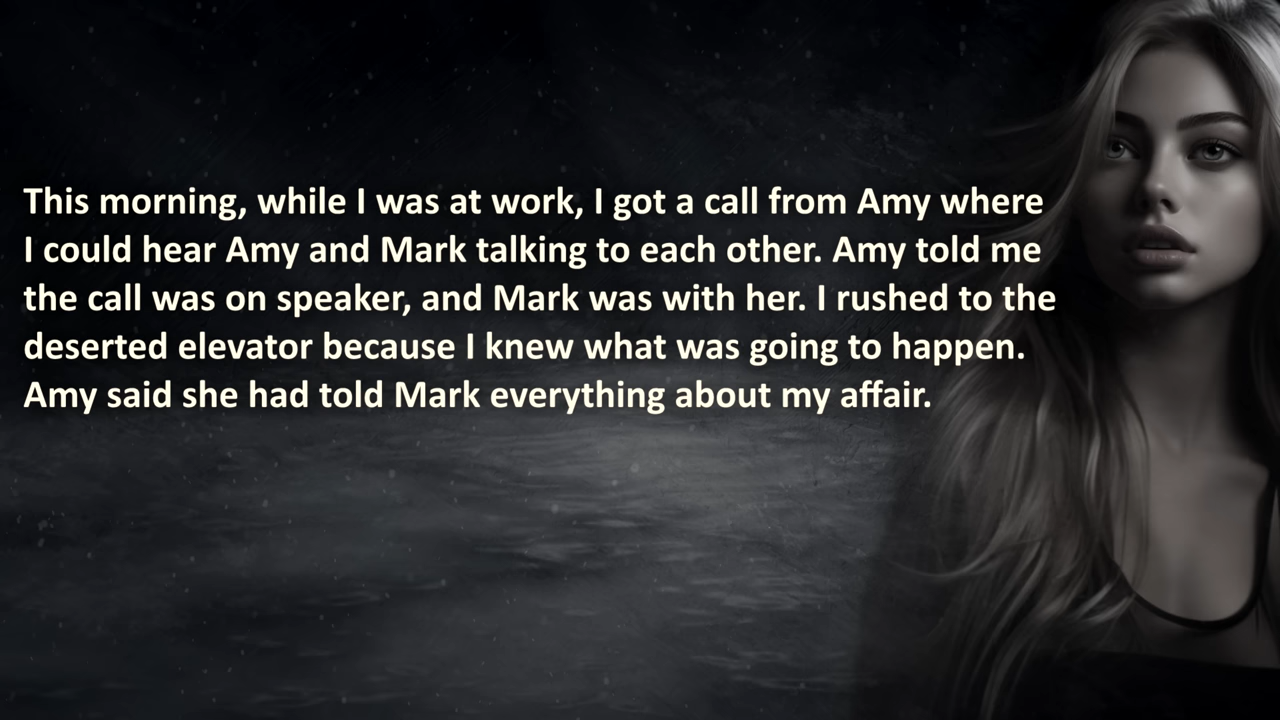 This morning, while I was at work, I got a call from Amy where
I could hear Amy and Mark talking to each other. Amy told me
the call was on speaker, and Mark was with her. I rushed to the
deserted elevator because I knew what was going to happen.
Amy said she had told Mark everything about my affair.